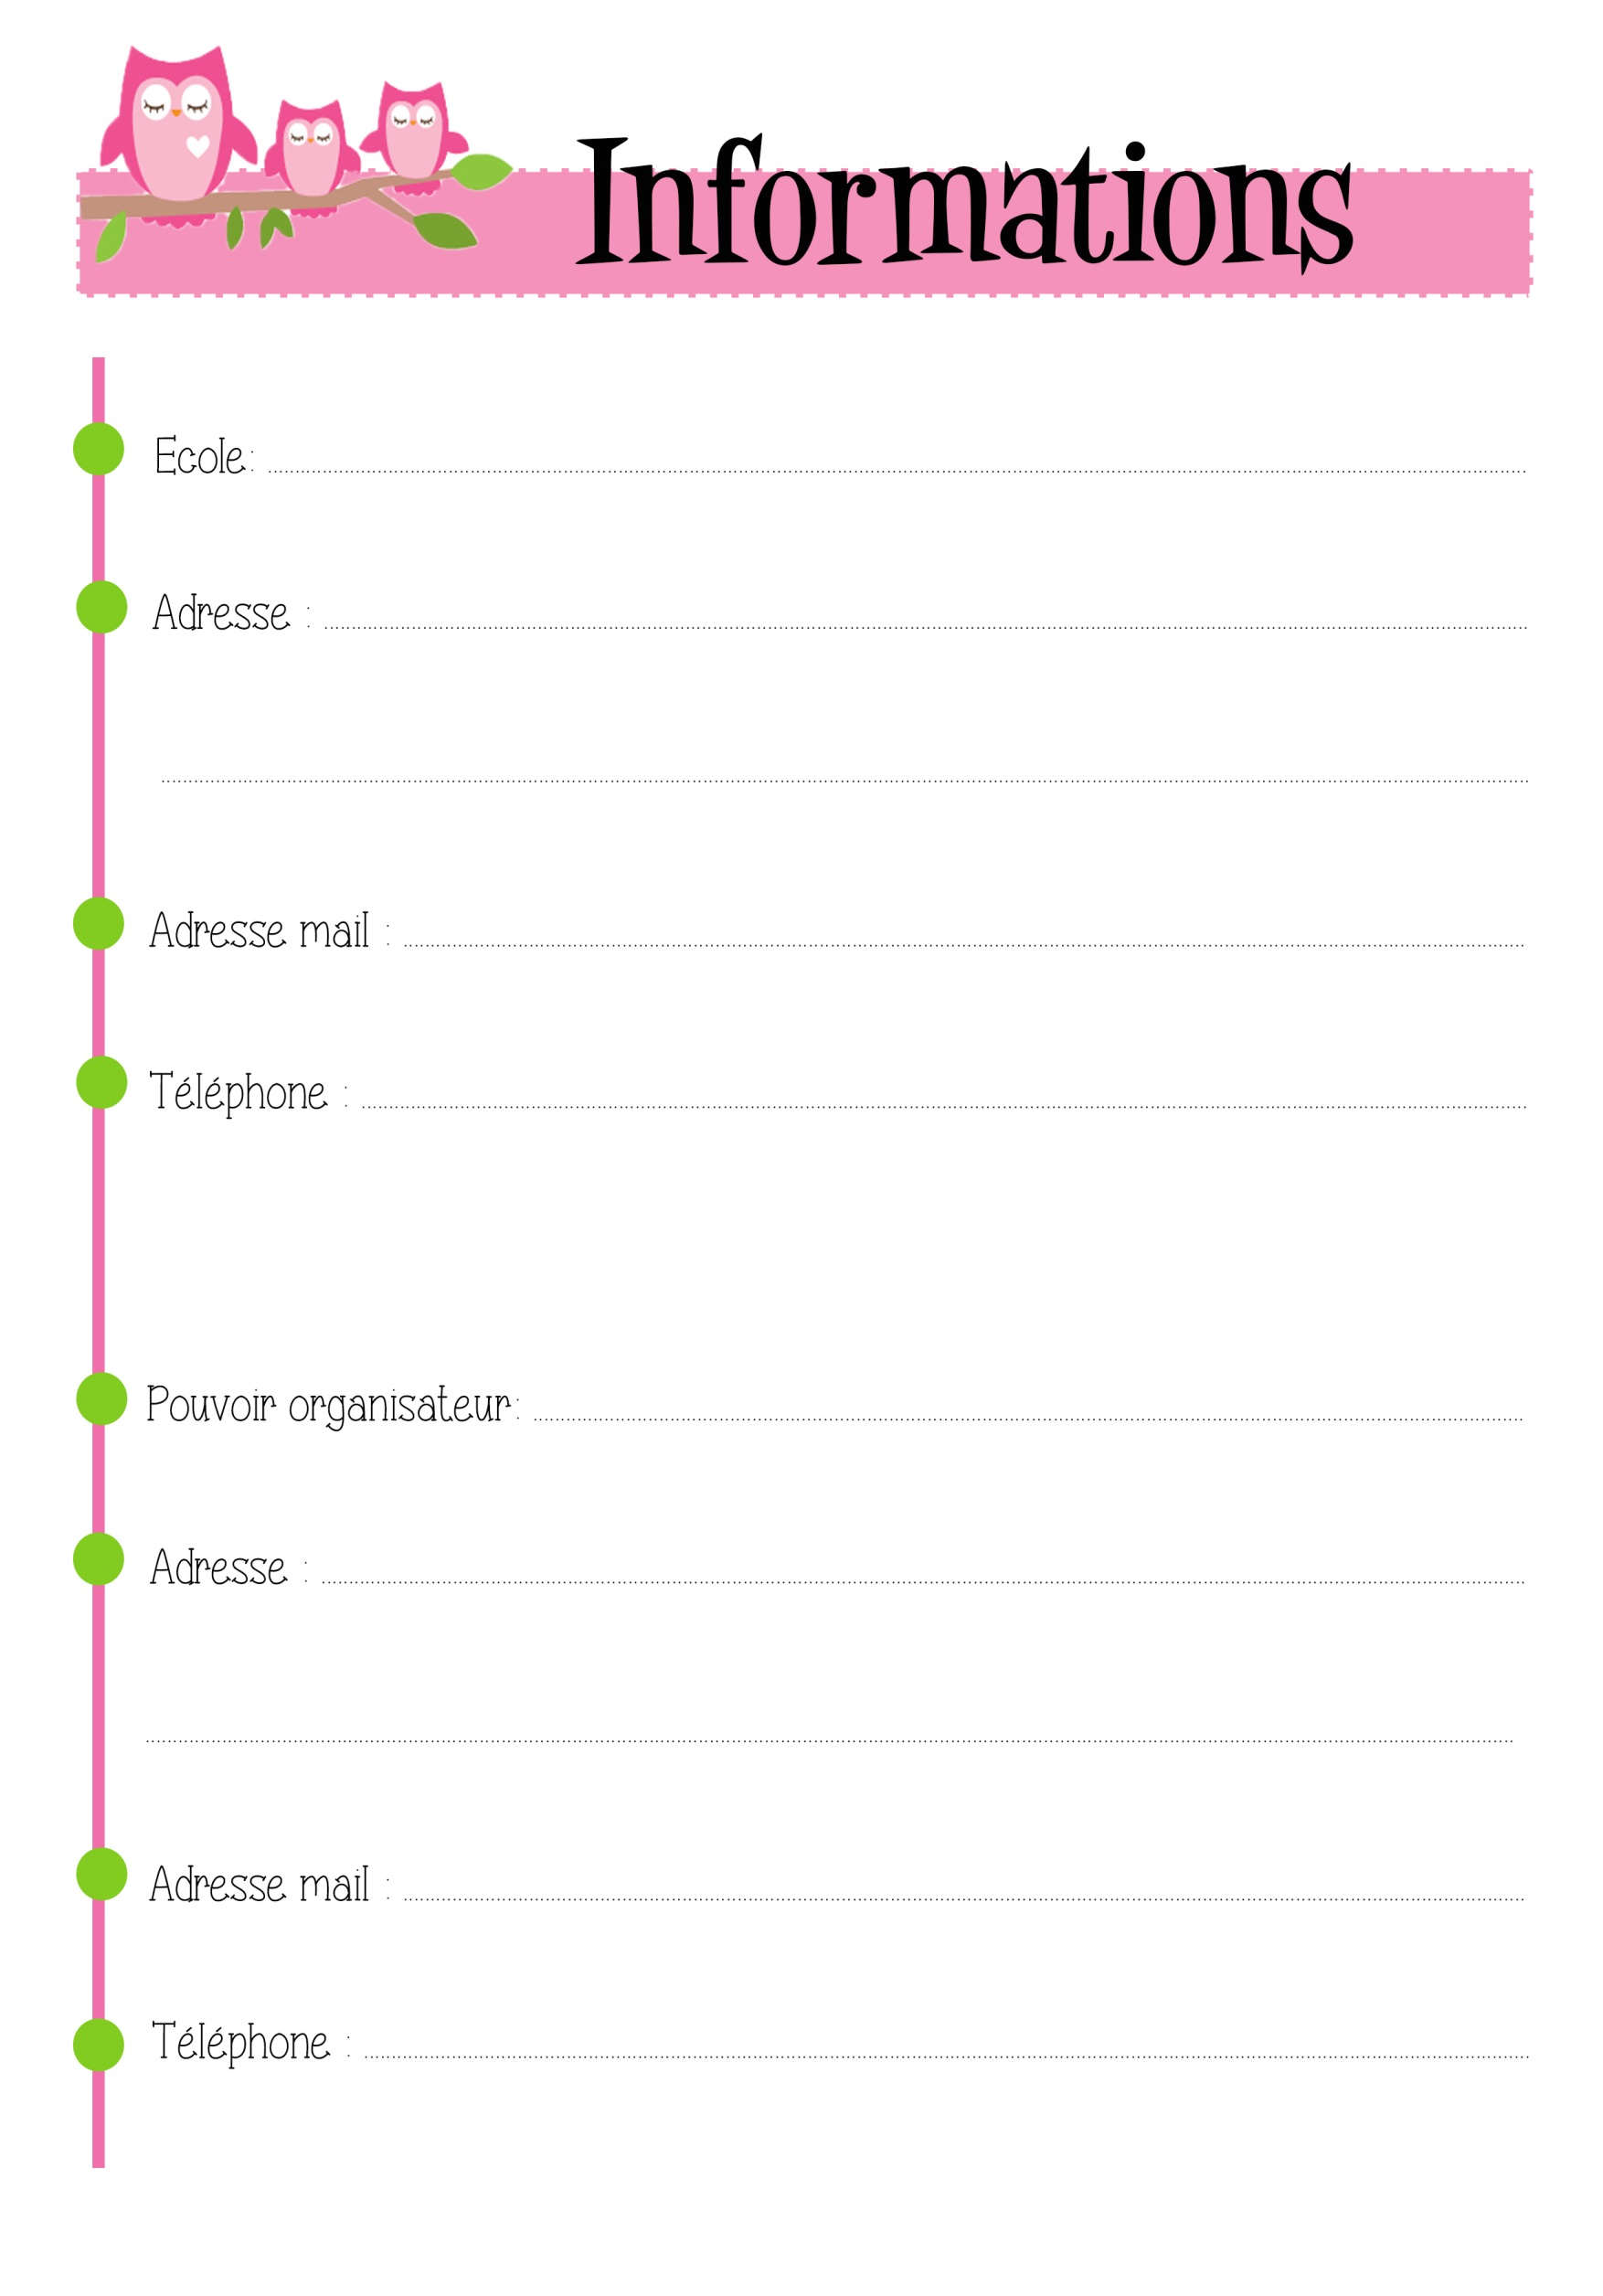 Informations
Ecole:
Adresse :
Adresse mail :
Téléphone :
Pouvoir organisateur:
Adresse :
Adresse mail :
Téléphone :